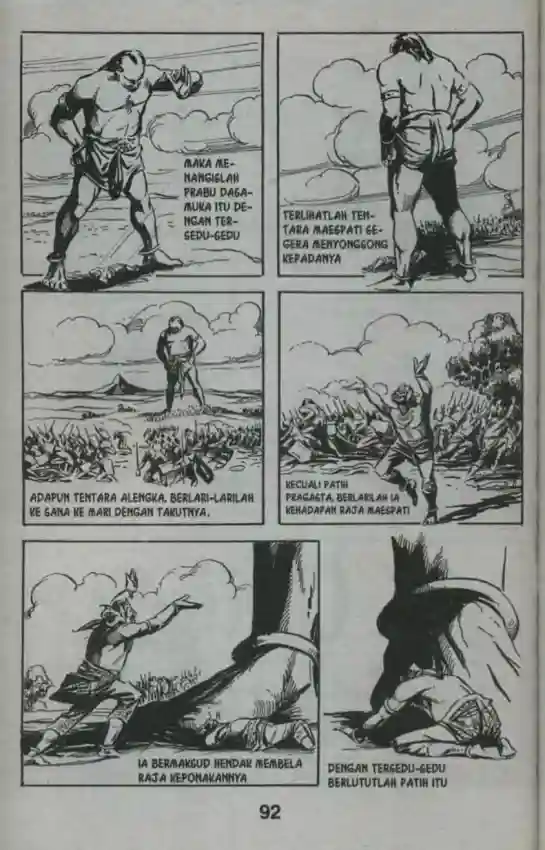 MAKA ME-
NANGISLAH
PRABU DASA-
MUKA ITU DE-
NGAN TER-
SEDU-SEDU
TERLIHATLAH TEN-
TARA MAESPATI SE-
GERA MENYONGSONG
KEPADANYA
ADAPUN TENTARA ALENGKA, BERLARI-LARILAH
KE SANA KE MARI DENGAN TAKUTNYA.
KECUALI PATIH
PRAGASTA, BERLARILAH IA
KEHADAPAN RAJA MAESPATI
IA BERMAKSUD HENDAK MEMBELA
RAJA KEPONAKANNYA
DENGAN TERSEDU-SEDU
BERLUTUTLAH PATIH ITU
92